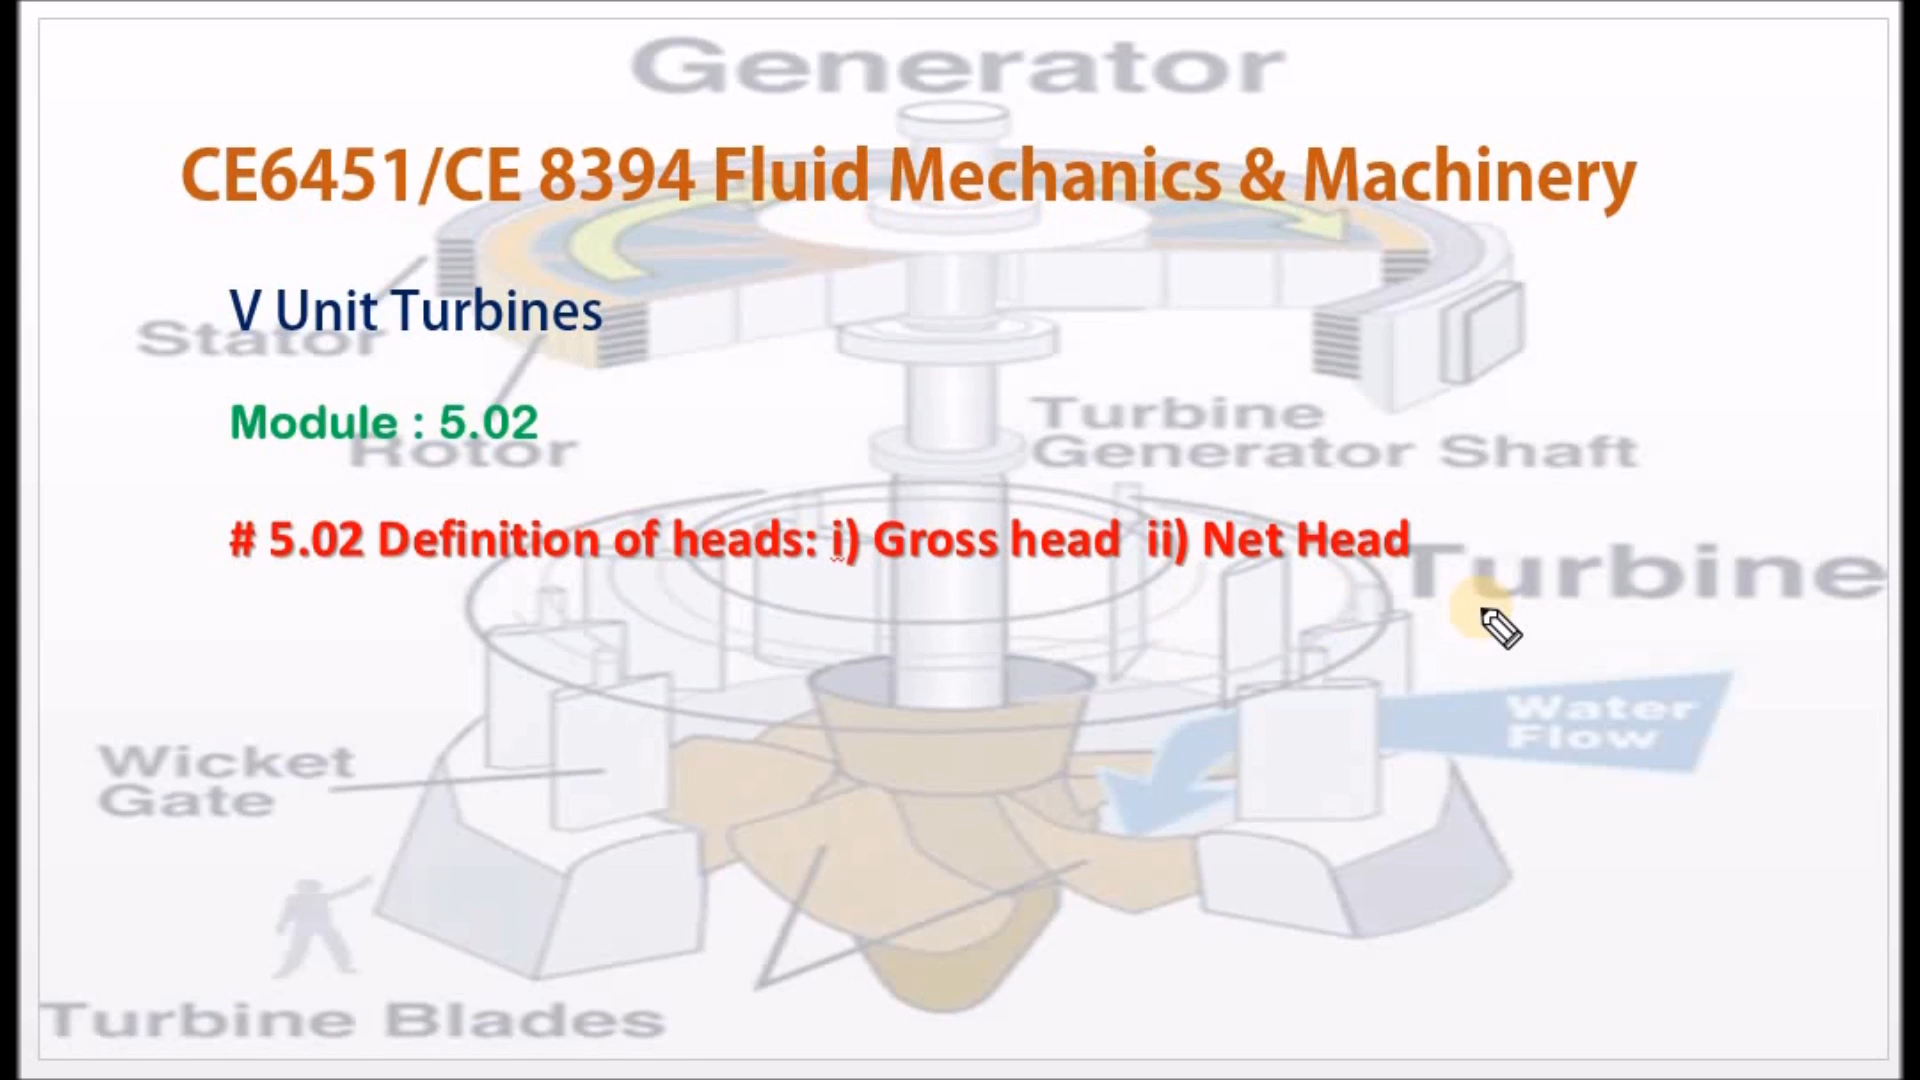 Generator
CE6451/CE 8394 Fluid Mechanics & Machinery
V Unit Turbines
Stator
Module : 5.02
Rotor
Turbine
Generator Shaft
# 5.02 Definition of heads: i) Gross head ii) Net Head
Turbine
Water
Flow
Wicket
Gate
Turbine Blades